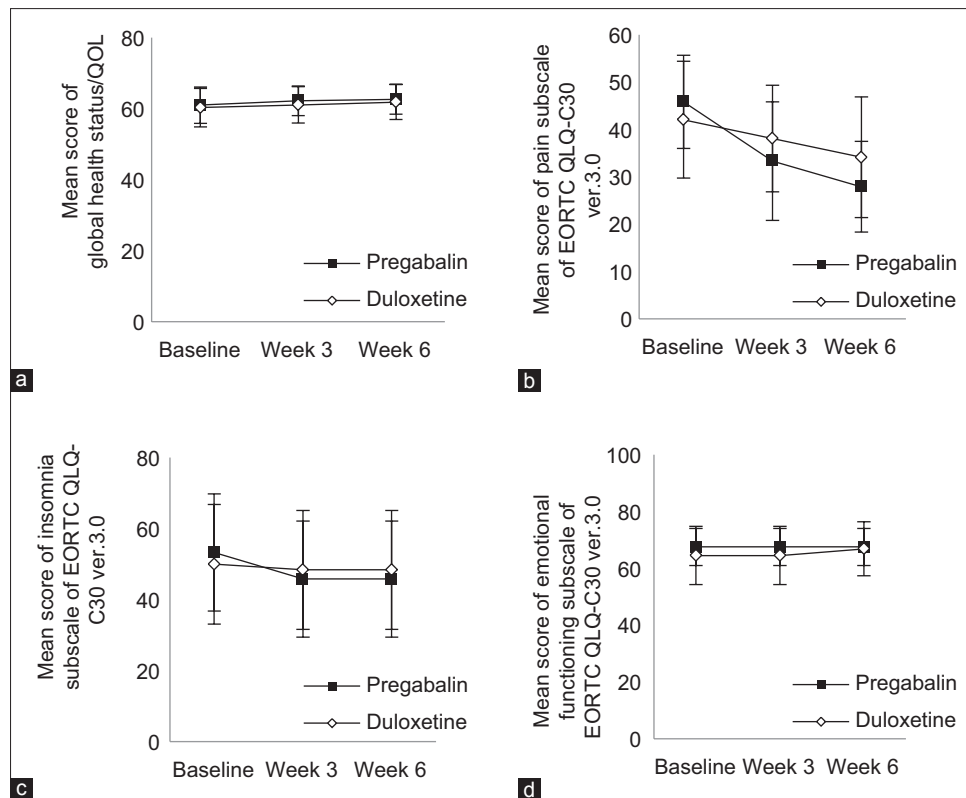 Mean score of
global health status/QOL
80
60
40
20
0
Pregabalin
Duloxetine
Baseline Week 3 Week 6
a
Mean score of pain subscale
of EORTC QLQ-C30
ver.3.0
60
50
40
30
20
10
0
Pregabalin
Duloxetine
Baseline Week 3 Week 6
b
Mean score of insomnia
subscale of EORTC QLQ-
C30 ver.3.0
80
60
40
20
0
Pregabalin
Duloxetine
Baseline Week 3 Week 6
c
Mean score of emotional
functioning subscale of
EORTC QLQ-C30 ver.3.0
100
80
60
40
20
0
Pregabalin
Duloxetine
Baseline Week 3 Week 6
d